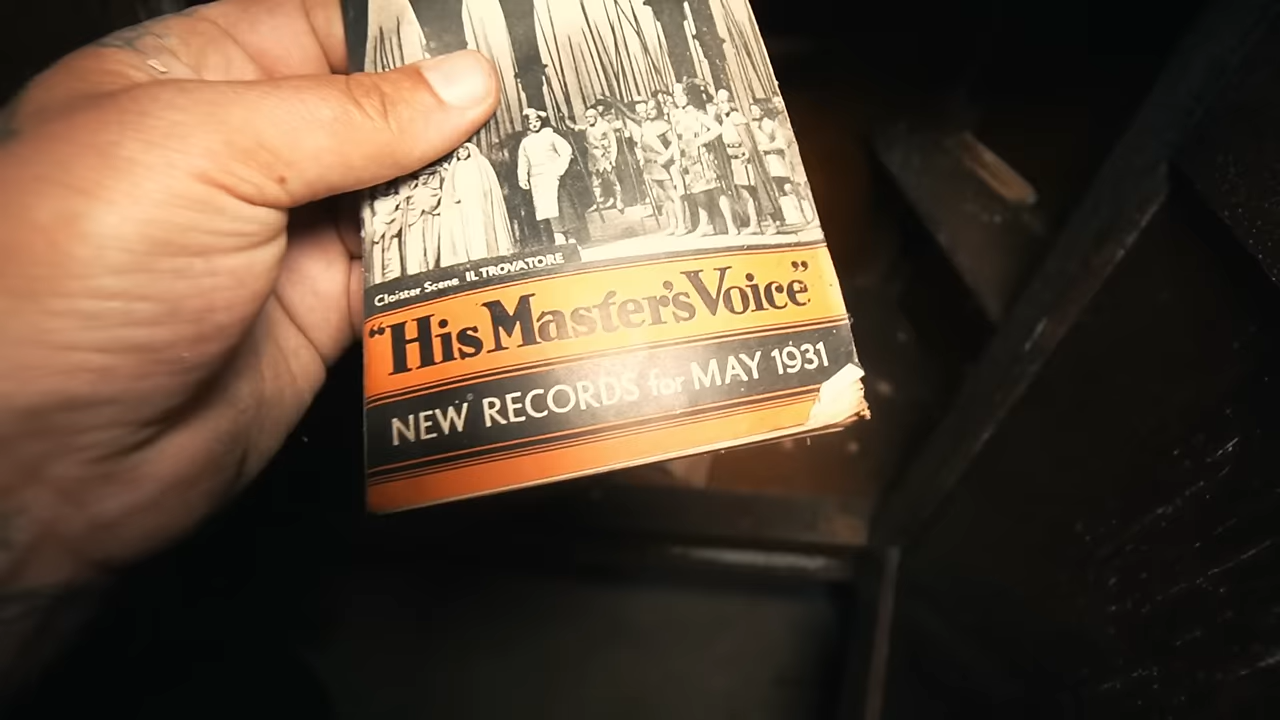 Cloister Scene IL TROVATORE
"His Master's Voice"
NEW RECORDS for MAY 1931